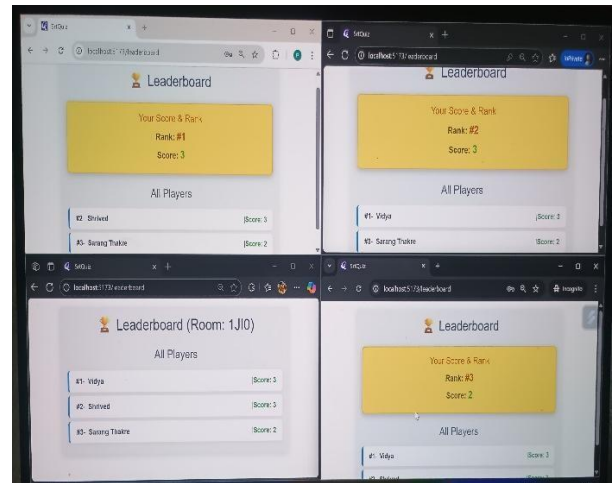 SrtQuiz
localhost:5173/leaderboard
Leaderboard
Your Score & Rank
Rank: #1
Score: 3
All Players
#2 Shrived
|Score: 3
#3- Sarang Thakre
|Score: 2
SrtQuiz
localhost:5173/leaderboard
Leaderboard
Your Score & Rank
Rank: #2
Score: 3
All Players
#1- Vidya
|Score: 3
#3- Sarang Thakre
|Score: 2
SrtQuiz
localhost:5173/leaderboard
Leaderboard (Room: 1JI0)
All Players
#1- Vidya
|Score: 3
#2- Shrived
|Score: 3
#3- Sarang Thakre
|Score: 2
SrtQuiz
localhost:5173/leaderboard
Incognito
Leaderboard
Your Score & Rank
Rank: #3
Score: 2
All Players
#1- Vidya
|Score: 3